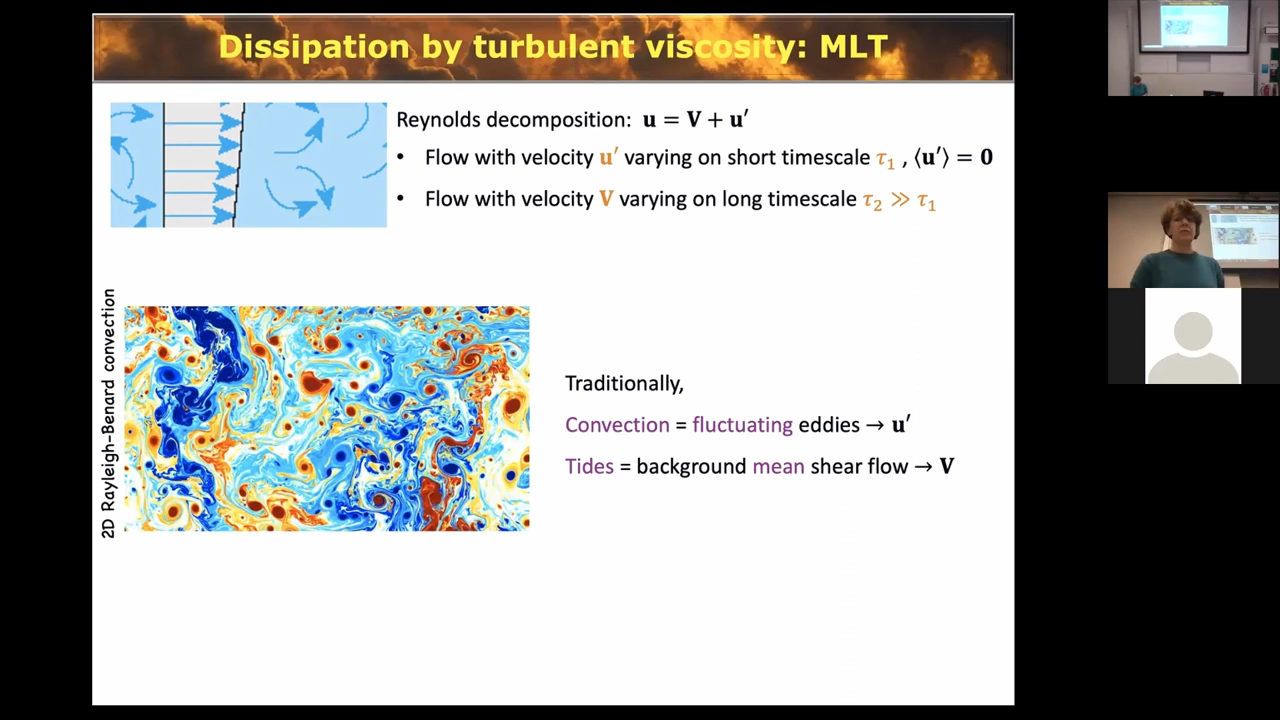 Dissipation by turbulent viscosity: MLT
Reynolds decomposition: 𝐮 = 𝐕 + 𝐮′
• Flow with velocity 𝐮′ varying on short timescale τ₁ , ⟨𝐮′⟩ = 𝟎
• Flow with velocity 𝐕 varying on long timescale τ₂ ≫ τ₁
2D Rayleigh-Benard convection
Traditionally,
Convection = fluctuating eddies → 𝐮′
Tides = background mean shear flow → 𝐕